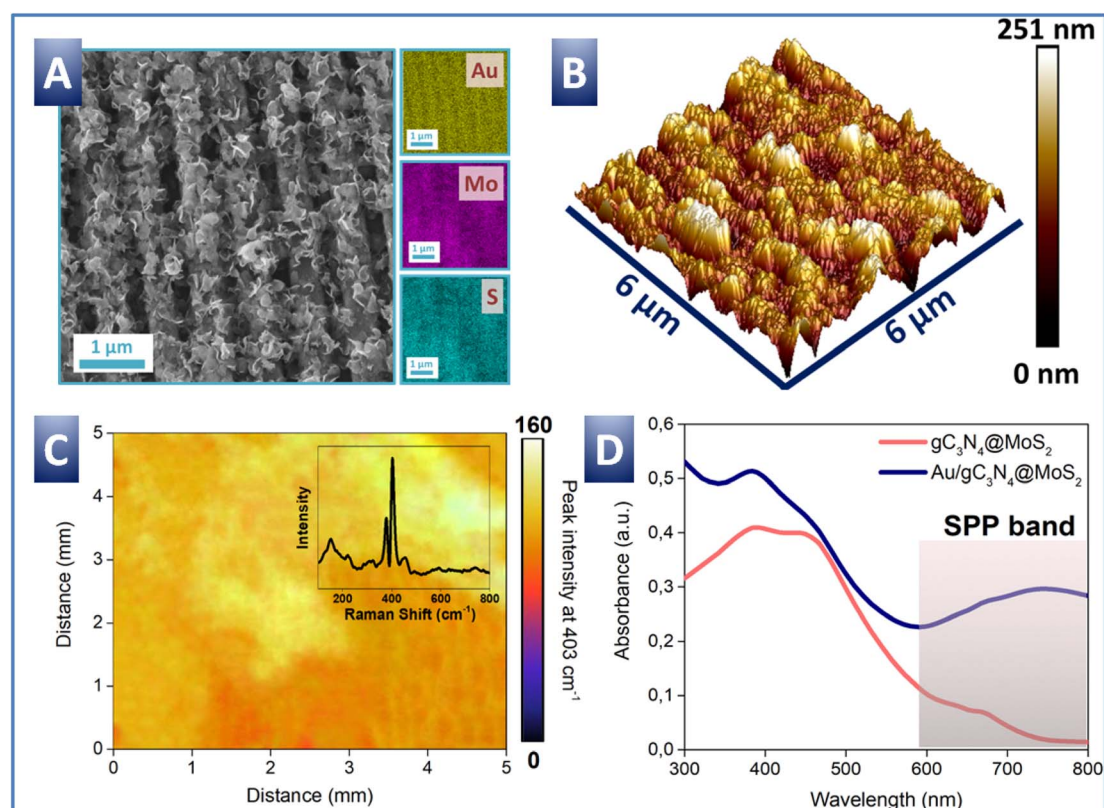 A
Au
1 µm
Mo
1 µm
S
1 µm
1 µm
B
251 nm
0 nm
6 µm
6 µm
C
160
0
Peak intensity at 403 cm⁻¹
5
4
3
2
1
0
Distance (mm)
0 1 2 3 4 5
Distance (mm)
Intensity
200 400 600 800
Raman Shift (cm⁻¹)
D
0,6
0,5
0,4
0,3
0,2
0,1
0,0
Absorbance (a.u.)
gC₃N₄@MoS₂
Au/gC₃N₄@MoS₂
SPP band
300 400 500 600 700 800
Wavelength (nm)